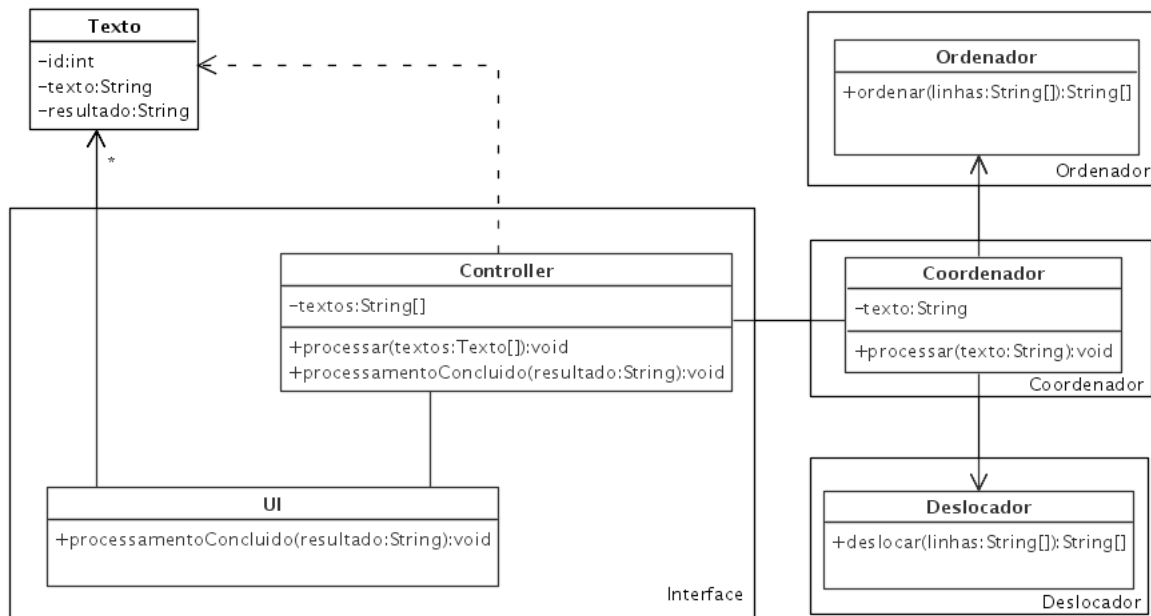 Texto
-id:int
-texto:String
-resultado:String
*
Ordenador
+ordenar(linhas:String[]):String[]
Ordenador
Controller
-textos:String[]
+processar(textos:Texto[]):void
+processamentoConcluido(resultado:String):void
Coordenador
-texto:String
+processar(texto:String):void
Coordenador
UI
+processamentoConcluido(resultado:String):void
Interface
Deslocador
+deslocar(linhas:String[]):String[]
Deslocador